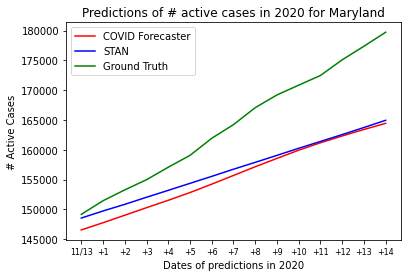 Predictions of # active cases in 2020 for Maryland
COVID Forecaster
STAN
Ground Truth
# Active Cases
180000
175000
170000
165000
160000
155000
150000
145000
11/13 +1 +2 +3 +4 +5 +6 +7 +8 +9 +10 +11 +12 +13 +14
Dates of predictions in 2020